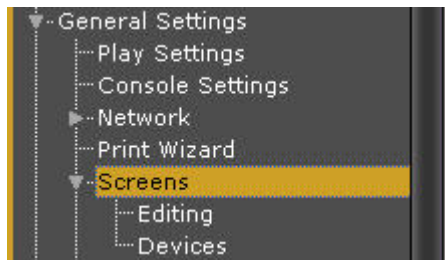 General Settings
Play Settings
Console Settings
Network
Print Wizard
Screens
Editing
Devices